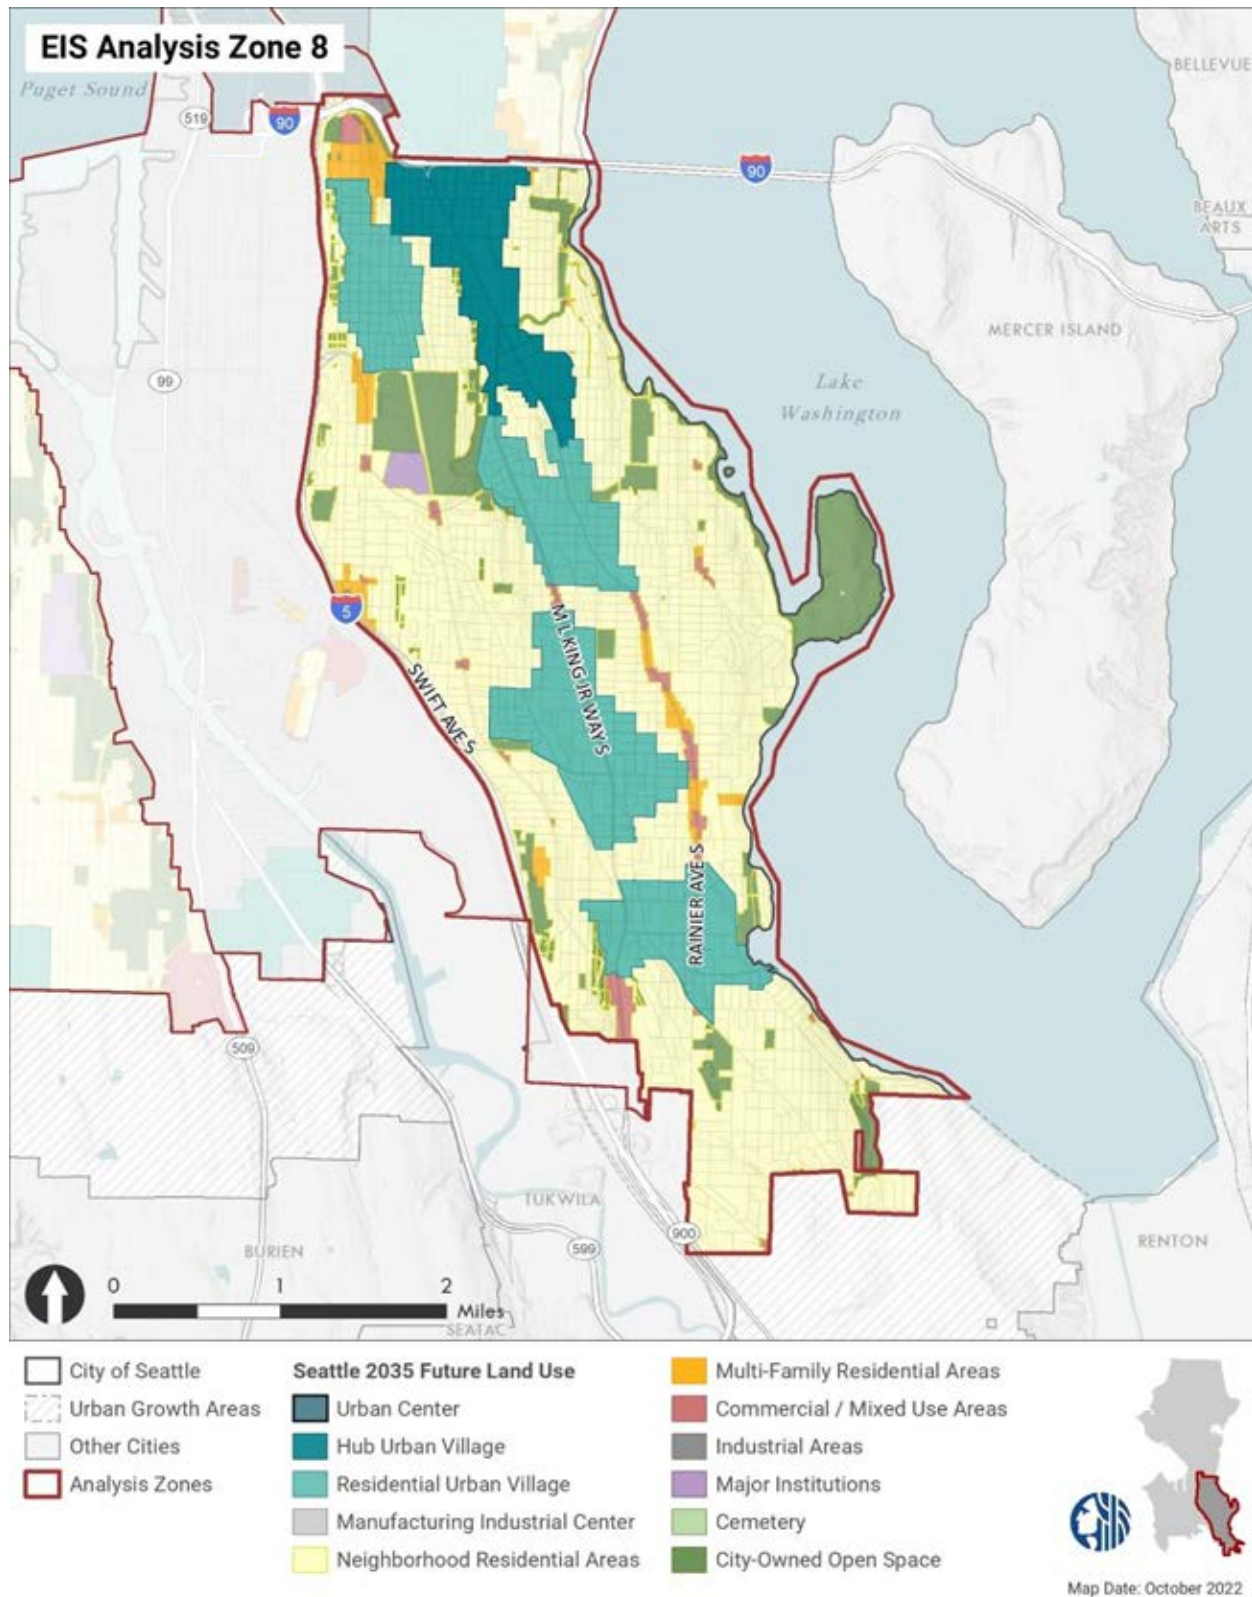 EIS Analysis Zone 8
Puget Sound
BELLEVUE
519
90
90
BEAUX
ARTS
MERCER ISLAND
99
Lake
Washington
5
M L KING JR WAY S
SWIFT AVE S
RAINIER AVE S
509
TUKWILA
900
599
BURIEN
RENTON
0 1 2
Miles
SEATAC
City of Seattle
Urban Growth Areas
Other Cities
Analysis Zones
Seattle 2035 Future Land Use
Urban Center
Hub Urban Village
Residential Urban Village
Manufacturing Industrial Center
Neighborhood Residential Areas
Multi-Family Residential Areas
Commercial / Mixed Use Areas
Industrial Areas
Major Institutions
Cemetery
City-Owned Open Space
Map Date: October 2022